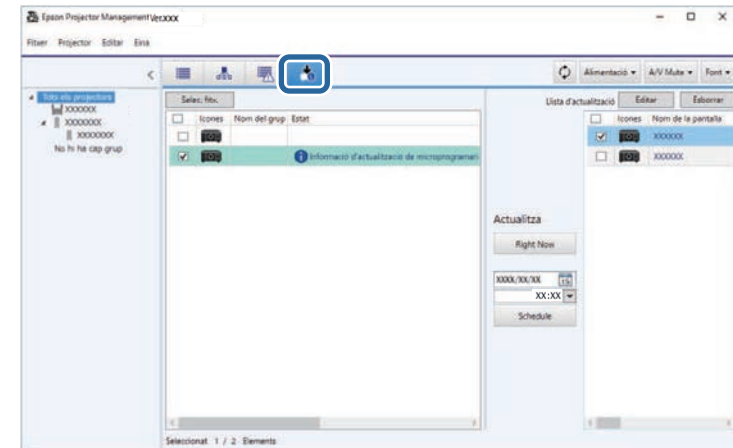 Epson Projector Management Ver.XXX
Fitxer Projector Editar Eina
Alimentació A/V Mute Font
Tots els projectors
XXXXXX
XXXXXXX
XXXXXXX
No hi ha cap grup
Selec. fitx.
Icones Nom del grup Estat
Informació d'actualització de microprogramari
Llista d'actualització Editar Esborrar
Icones Nom de la pantalla
XXXXXX
XXXXXX
Actualitza
Right Now
XXXX/XX/XX 15
XX:XX
Schedule
Seleccionat 1 / 2 Elements